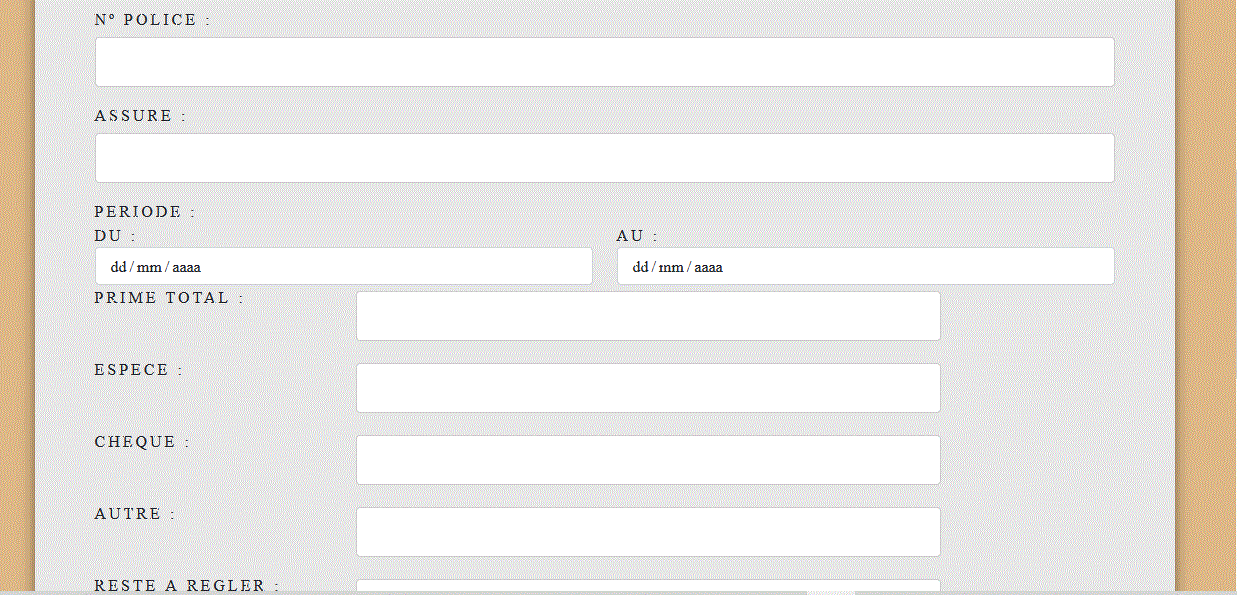 N° POLICE :
ASSURE :
PERIODE :
DU :
AU :
dd / mm / aaaa
dd / mm / aaaa
PRIME TOTAL :
ESPECE :
CHEQUE :
AUTRE :
RESTE A REGLER :